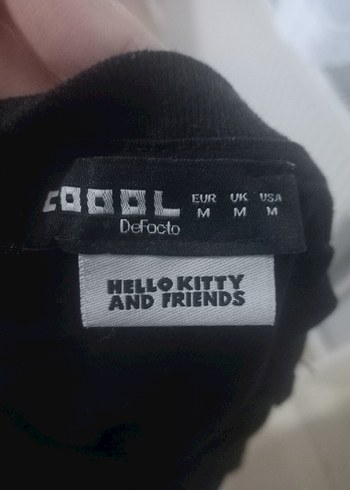 COOOL
EUR UK USA
M M M
DeFacto
HELLO KITTY
AND FRIENDS